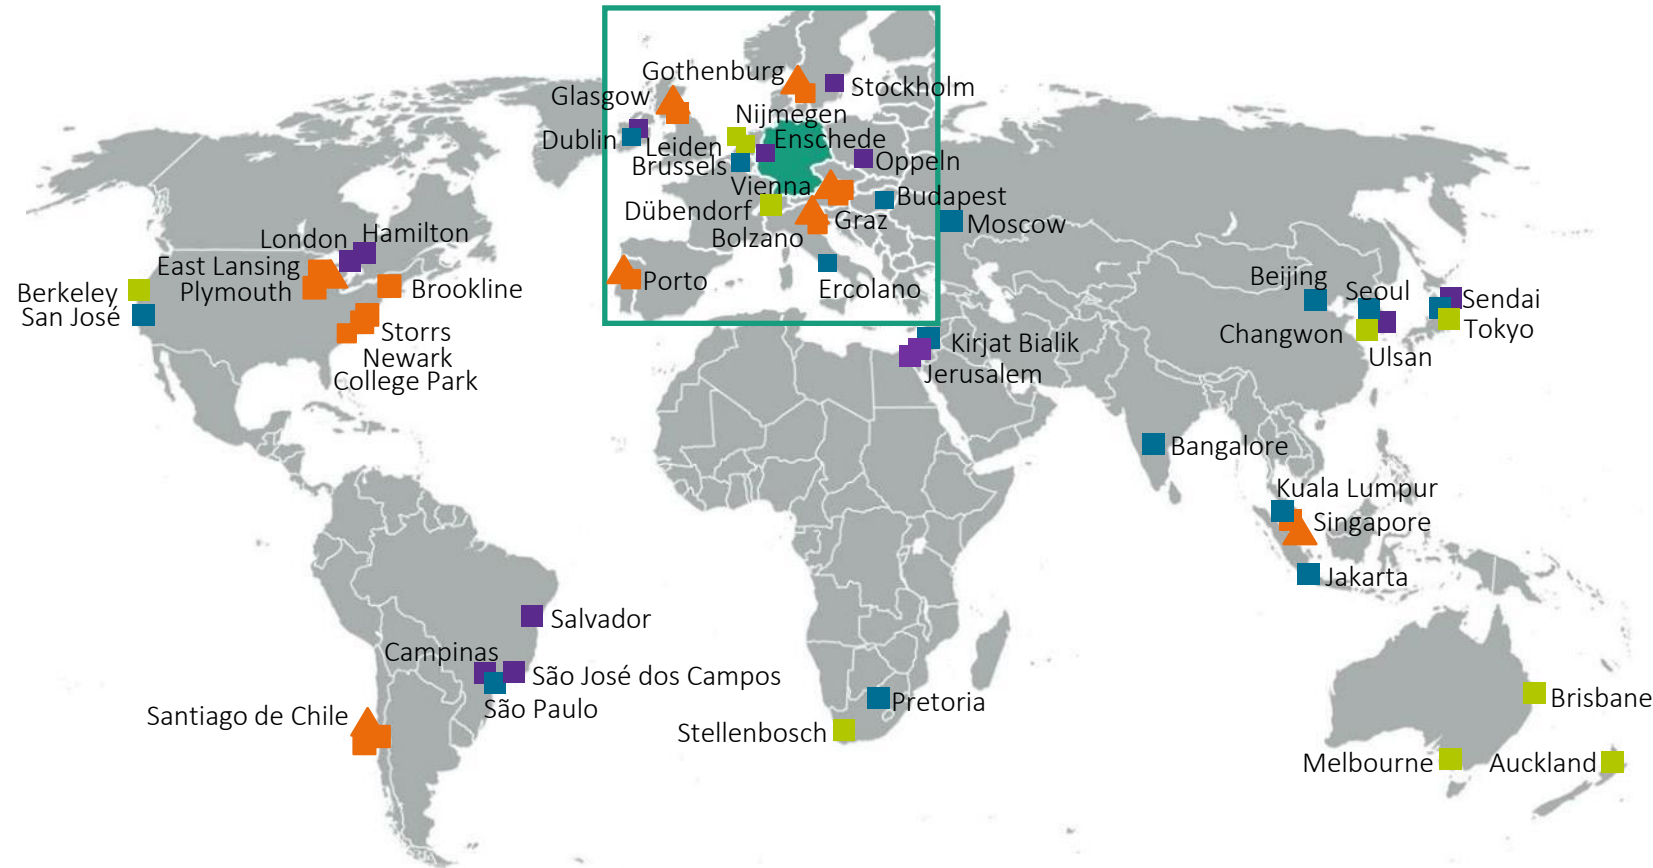 Gothenburg
Stockholm
Glasgow
Nijmegen
Dublin
Leiden
Enschede
Brussels
Oppeln
Vienna
Budapest
Dübendorf
Graz
Moscow
Bolzano
London
Hamilton
East Lansing
Plymouth
Brookline
Porto
Ercolano
Berkeley
San José
Storrs
Newark
College Park
Beijing
Seoul
Sendai
Changwon
Tokyo
Ulsan
Kirjat Bialik
Jerusalem
Bangalore
Kuala Lumpur
Singapore
Jakarta
Salvador
Campinas
São José dos Campos
São Paulo
Santiago de Chile
Pretoria
Stellenbosch
Brisbane
Melbourne
Auckland